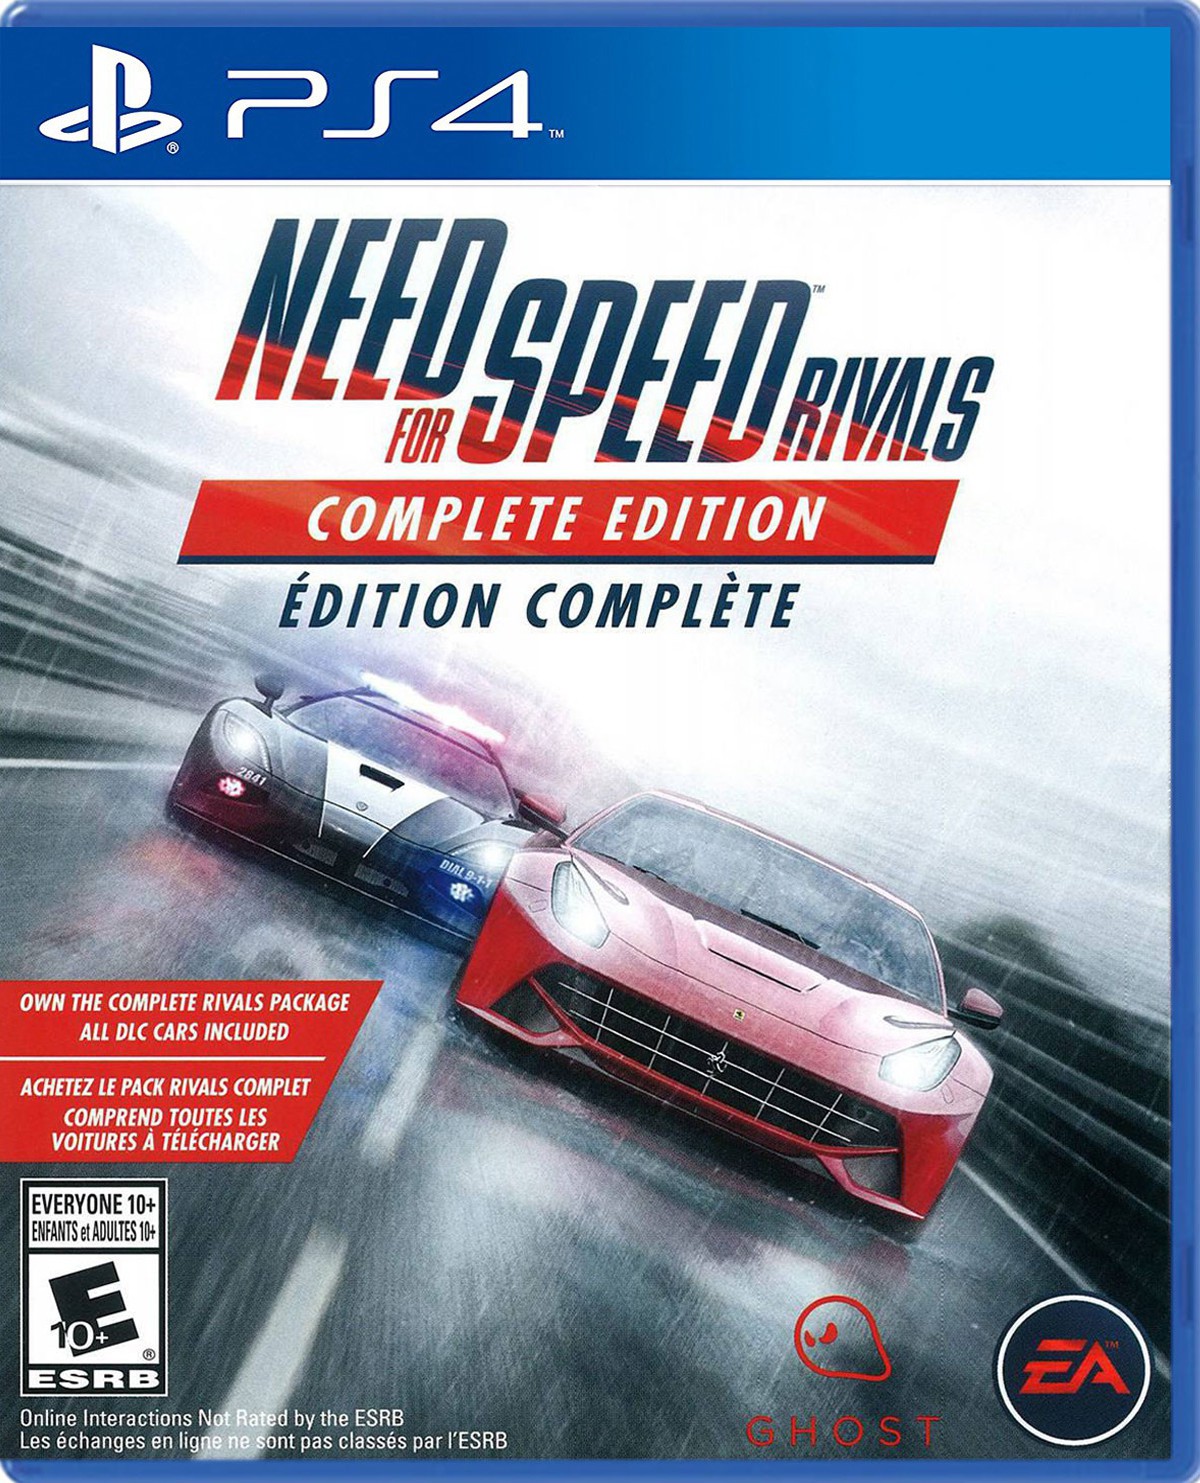 PS4™
NEED
FOR SPEED™ RIVALS
COMPLETE EDITION
ÉDITION COMPLÈTE
2841
DIAL 9-1-1
OWN THE COMPLETE RIVALS PACKAGE
ALL DLC CARS INCLUDED
ACHETEZ LE PACK RIVALS COMPLET
COMPREND TOUTES LES
VOITURES À TÉLÉCHARGER
EVERYONE 10+
ENFANTS et ADULTES 10+
E
10+
®
ESRB
Online Interactions Not Rated by the ESRB
Les échanges en ligne ne sont pas classés par l'ESRB
GHOST
EA™